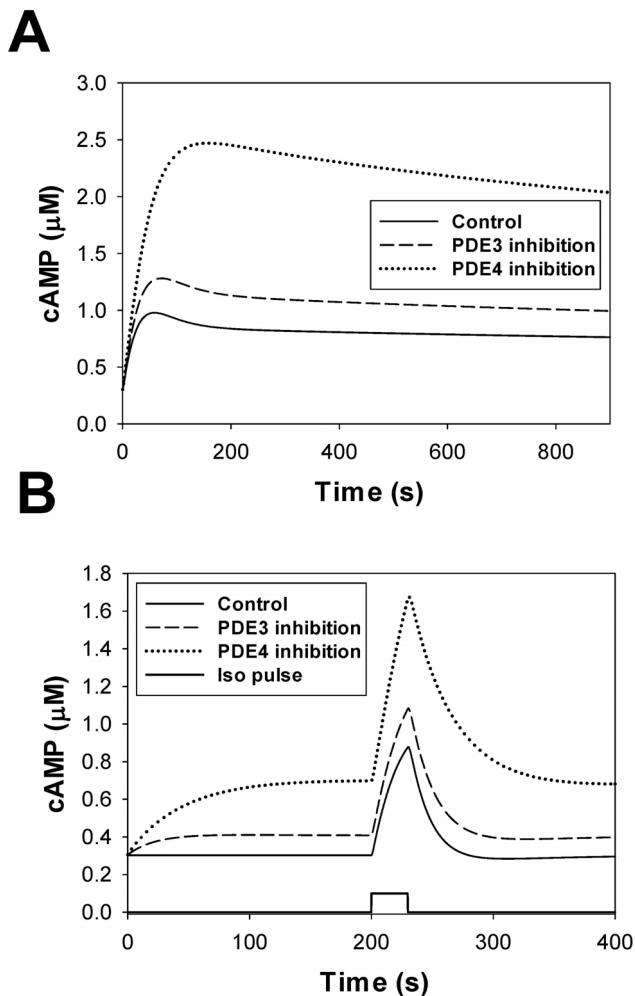 A
3.0
2.5
2.0
1.5
1.0
0.5
0.0
cAMP (μM)
Control
PDE3 inhibition
PDE4 inhibition
0 200 400 600 800
Time (s)
B
1.8
1.6
1.4
1.2
1.0
0.8
0.6
0.4
0.2
0.0
cAMP (μM)
Control
PDE3 inhibition
PDE4 inhibition
Iso pulse
0 100 200 300 400
Time (s)